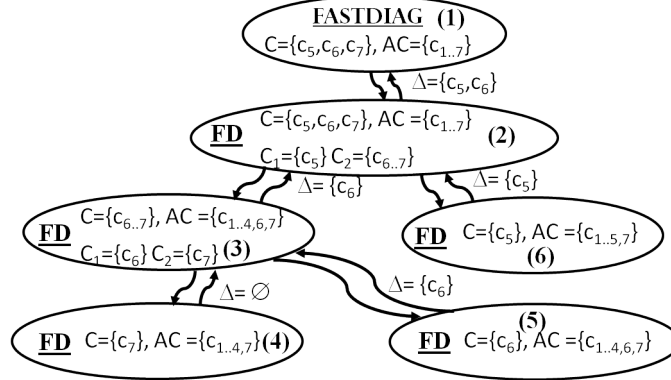 FASTDIAG (1)
C={c₅,c₆,c₇}, AC={c₁..₇}
Δ={c₅,c₆}
FD C={c₅,c₆,c₇}, AC={c₁..₇} (2)
C₁={c₅} C₂={c₆..₇}
Δ= {c₆}
Δ= {c₅}
FD C={c₆..₇}, AC ={c₁..₄,₆,₇}
C₁={c₆} C₂={c₇} (3)
FD C={c₅}, AC ={c₁..₅,₇}
(6)
Δ= ∅
Δ= {c₆}
FD C={c₇}, AC ={c₁..₄,₇} (4)
(5)
FD C={c₆}, AC ={c₁..₄,₆,₇}